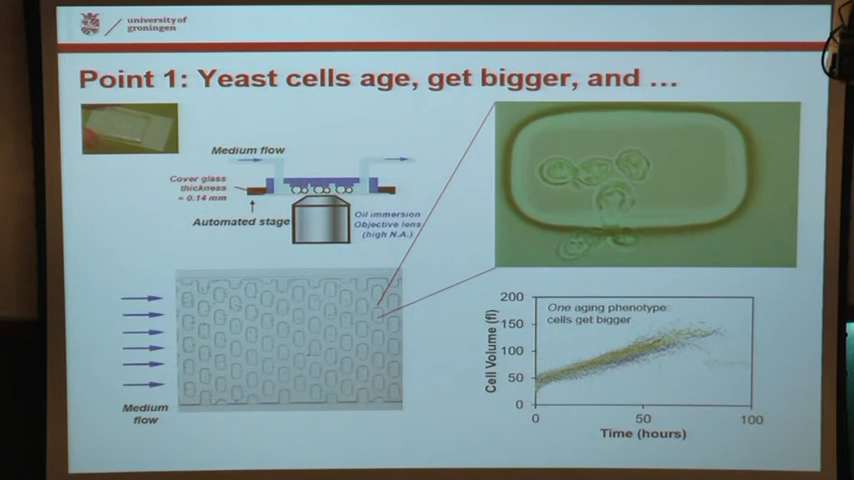 university of
groningen
Point 1: Yeast cells age, get bigger, and ...
Medium flow
Cover glass
thickness
= 0.14 mm
Automated stage
Oil immersion
Objective lens
(high N.A.)
Medium
flow
One aging phenotype:
cells get bigger
Cell Volume (fl)
200
150
100
50
0
0
50
100
Time (hours)